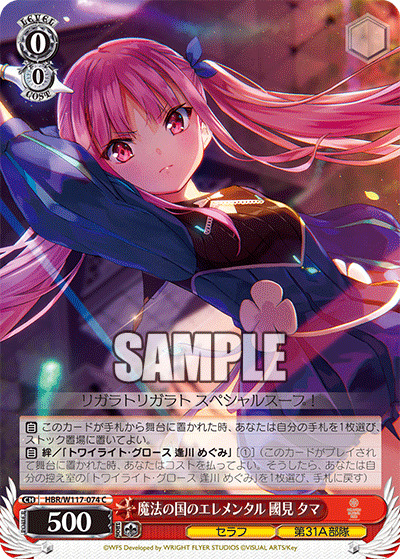 LEVEL
0
0
COST
SAMPLE
リガラトリガラト スペシャルスープ！
自 このカードが手札から舞台に置かれた時、あなたは自分の手札を1枚選び、
ストック置場に置いてよい。
自 絆／「トワイライト・グロース 逢川 めぐみ」［①］（このカードがプレイされ
て舞台に置かれた時、あなたはコストを払ってよい。そうしたら、あなたは
自分の控え室の「トワイライト・グロース 逢川 めぐみ」を1枚選び、手札に戻す）
CH HBR/W117-074 C
500
魔法の国のエレメンタル 國見 タマ
セラフ 第31A部隊
©WFS Developed by WRIGHT FLYER STUDIOS ©VISUAL ARTS/Key